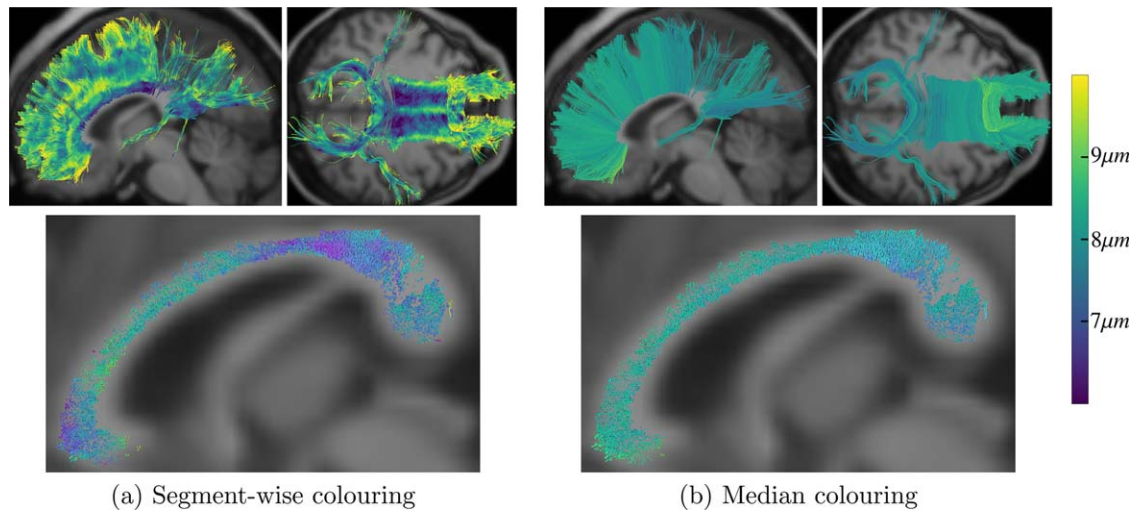 9μm
8μm
7μm
(a) Segment-wise colouring
(b) Median colouring